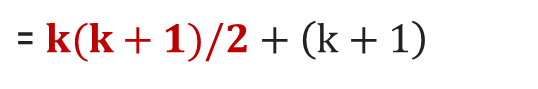 = k(k + 1)/2 + (k + 1)